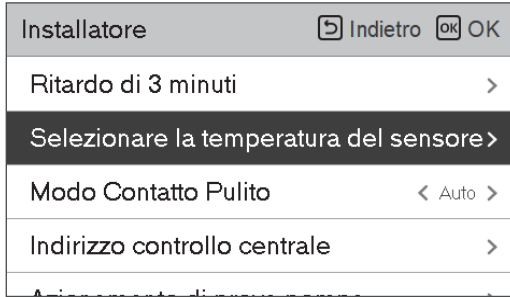 Installatore Indietro OK OK
Ritardo di 3 minuti >
Selezionare la temperatura del sensore >
Modo Contatto Pulito < Auto >
Indirizzo controllo centrale >